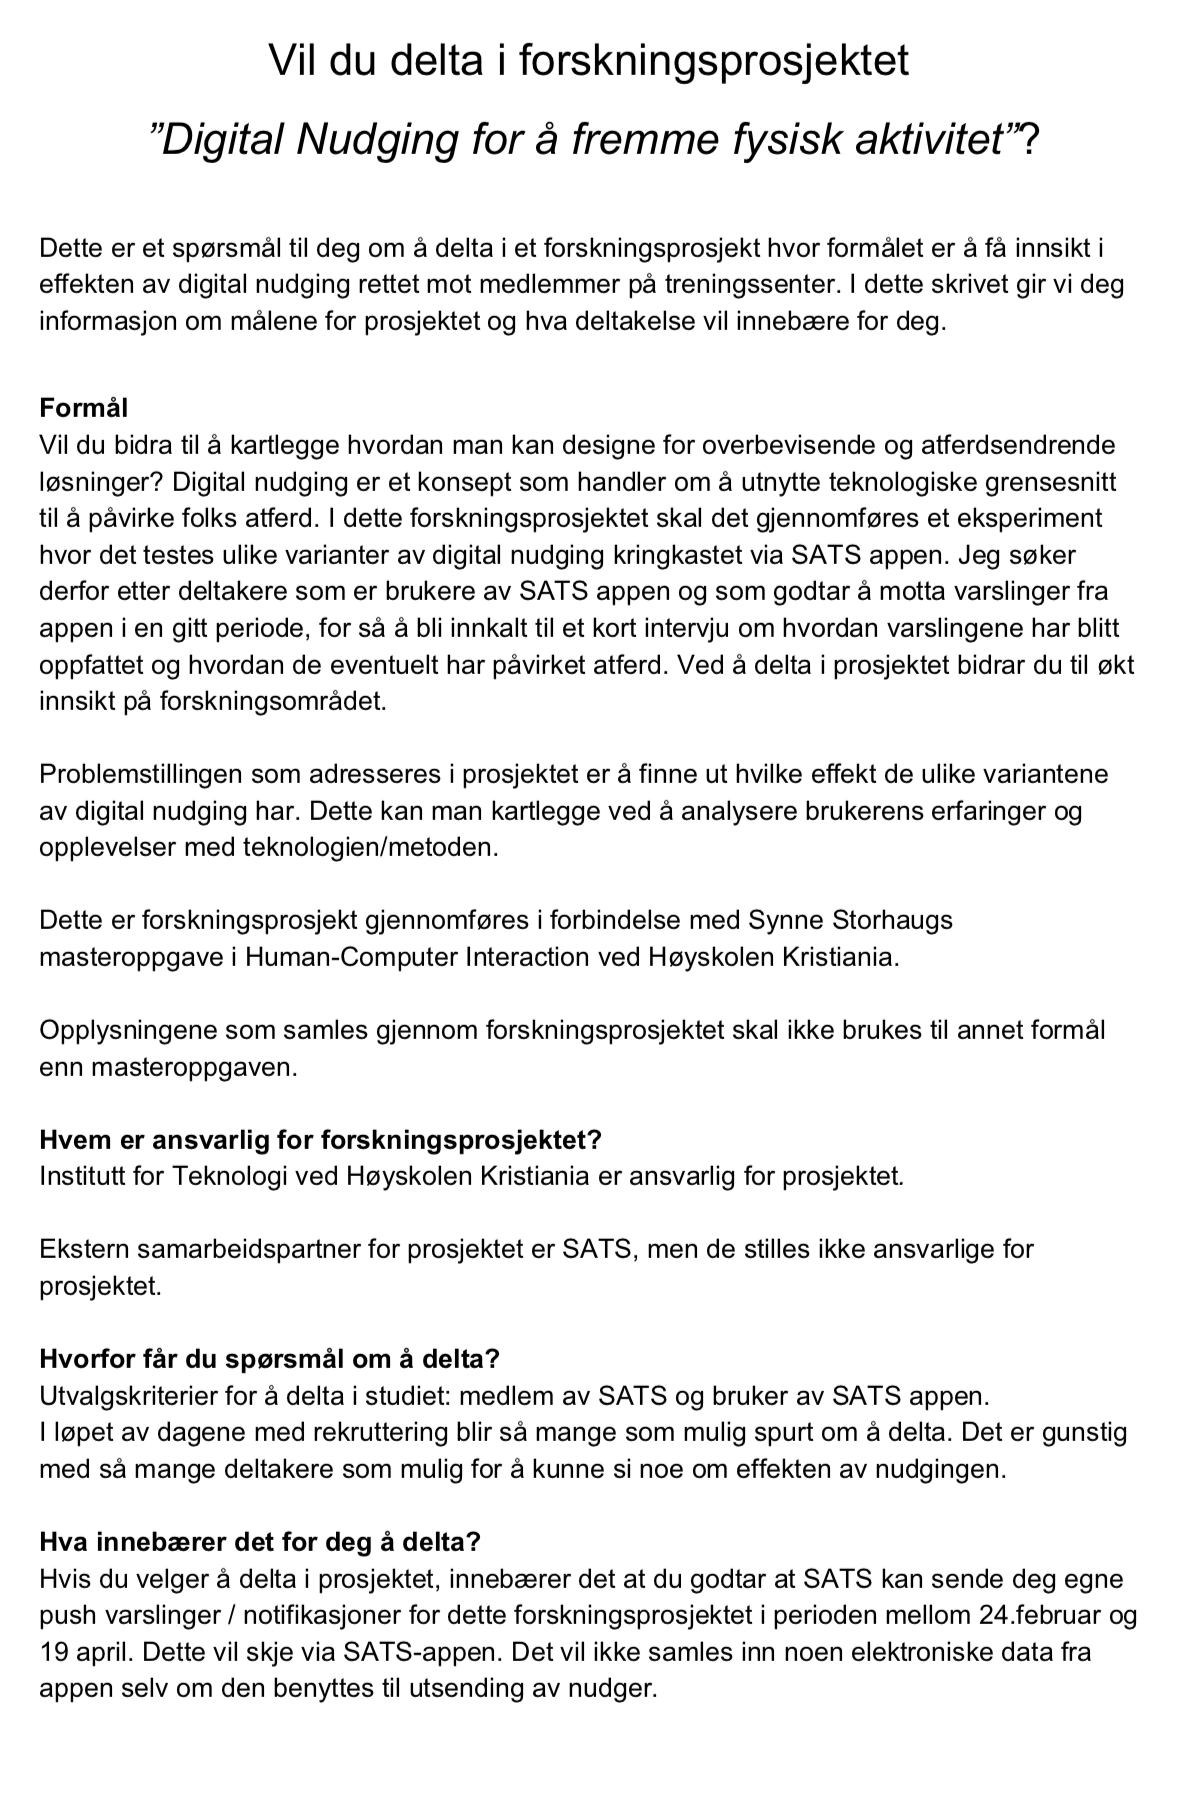 Vil du delta i forskningsprosjektet
”Digital Nudging for å fremme fysisk aktivitet”?
Dette er et spørsmål til deg om å delta i et forskningsprosjekt hvor formålet er å få innsikt i
effekten av digital nudging rettet mot medlemmer på treningssenter. I dette skrivet gir vi deg
informasjon om målene for prosjektet og hva deltakelse vil innebære for deg.
Formål
Vil du bidra til å kartlegge hvordan man kan designe for overbevisende og atferdsendrende
løsninger? Digital nudging er et konsept som handler om å utnytte teknologiske grensesnitt
til å påvirke folks atferd. I dette forskningsprosjektet skal det gjennomføres et eksperiment
hvor det testes ulike varianter av digital nudging kringkastet via SATS appen. Jeg søker
derfor etter deltakere som er brukere av SATS appen og som godtar å motta varslinger fra
appen i en gitt periode, for så å bli innkalt til et kort intervju om hvordan varslingene har blitt
oppfattet og hvordan de eventuelt har påvirket atferd. Ved å delta i prosjektet bidrar du til økt
innsikt på forskningsområdet.
Problemstillingen som adresseres i prosjektet er å finne ut hvilke effekt de ulike variantene
av digital nudging har. Dette kan man kartlegge ved å analysere brukerens erfaringer og
opplevelser med teknologien/metoden.
Dette er forskningsprosjekt gjennomføres i forbindelse med Synne Storhaugs
masteroppgave i Human-Computer Interaction ved Høyskolen Kristiania.
Opplysningene som samles gjennom forskningsprosjektet skal ikke brukes til annet formål
enn masteroppgaven.
Hvem er ansvarlig for forskningsprosjektet?
Institutt for Teknologi ved Høyskolen Kristiania er ansvarlig for prosjektet.
Ekstern samarbeidspartner for prosjektet er SATS, men de stilles ikke ansvarlige for
prosjektet.
Hvorfor får du spørsmål om å delta?
Utvalgskriterier for å delta i studiet: medlem av SATS og bruker av SATS appen.
I løpet av dagene med rekruttering blir så mange som mulig spurt om å delta. Det er gunstig
med så mange deltakere som mulig for å kunne si noe om effekten av nudgingen.
Hva innebærer det for deg å delta?
Hvis du velger å delta i prosjektet, innebærer det at du godtar at SATS kan sende deg egne
push varslinger / notifikasjoner for dette forskningsprosjektet i perioden mellom 24.februar og
19 april. Dette vil skje via SATS-appen. Det vil ikke samles inn noen elektroniske data fra
appen selv om den benyttes til utsending av nudger.